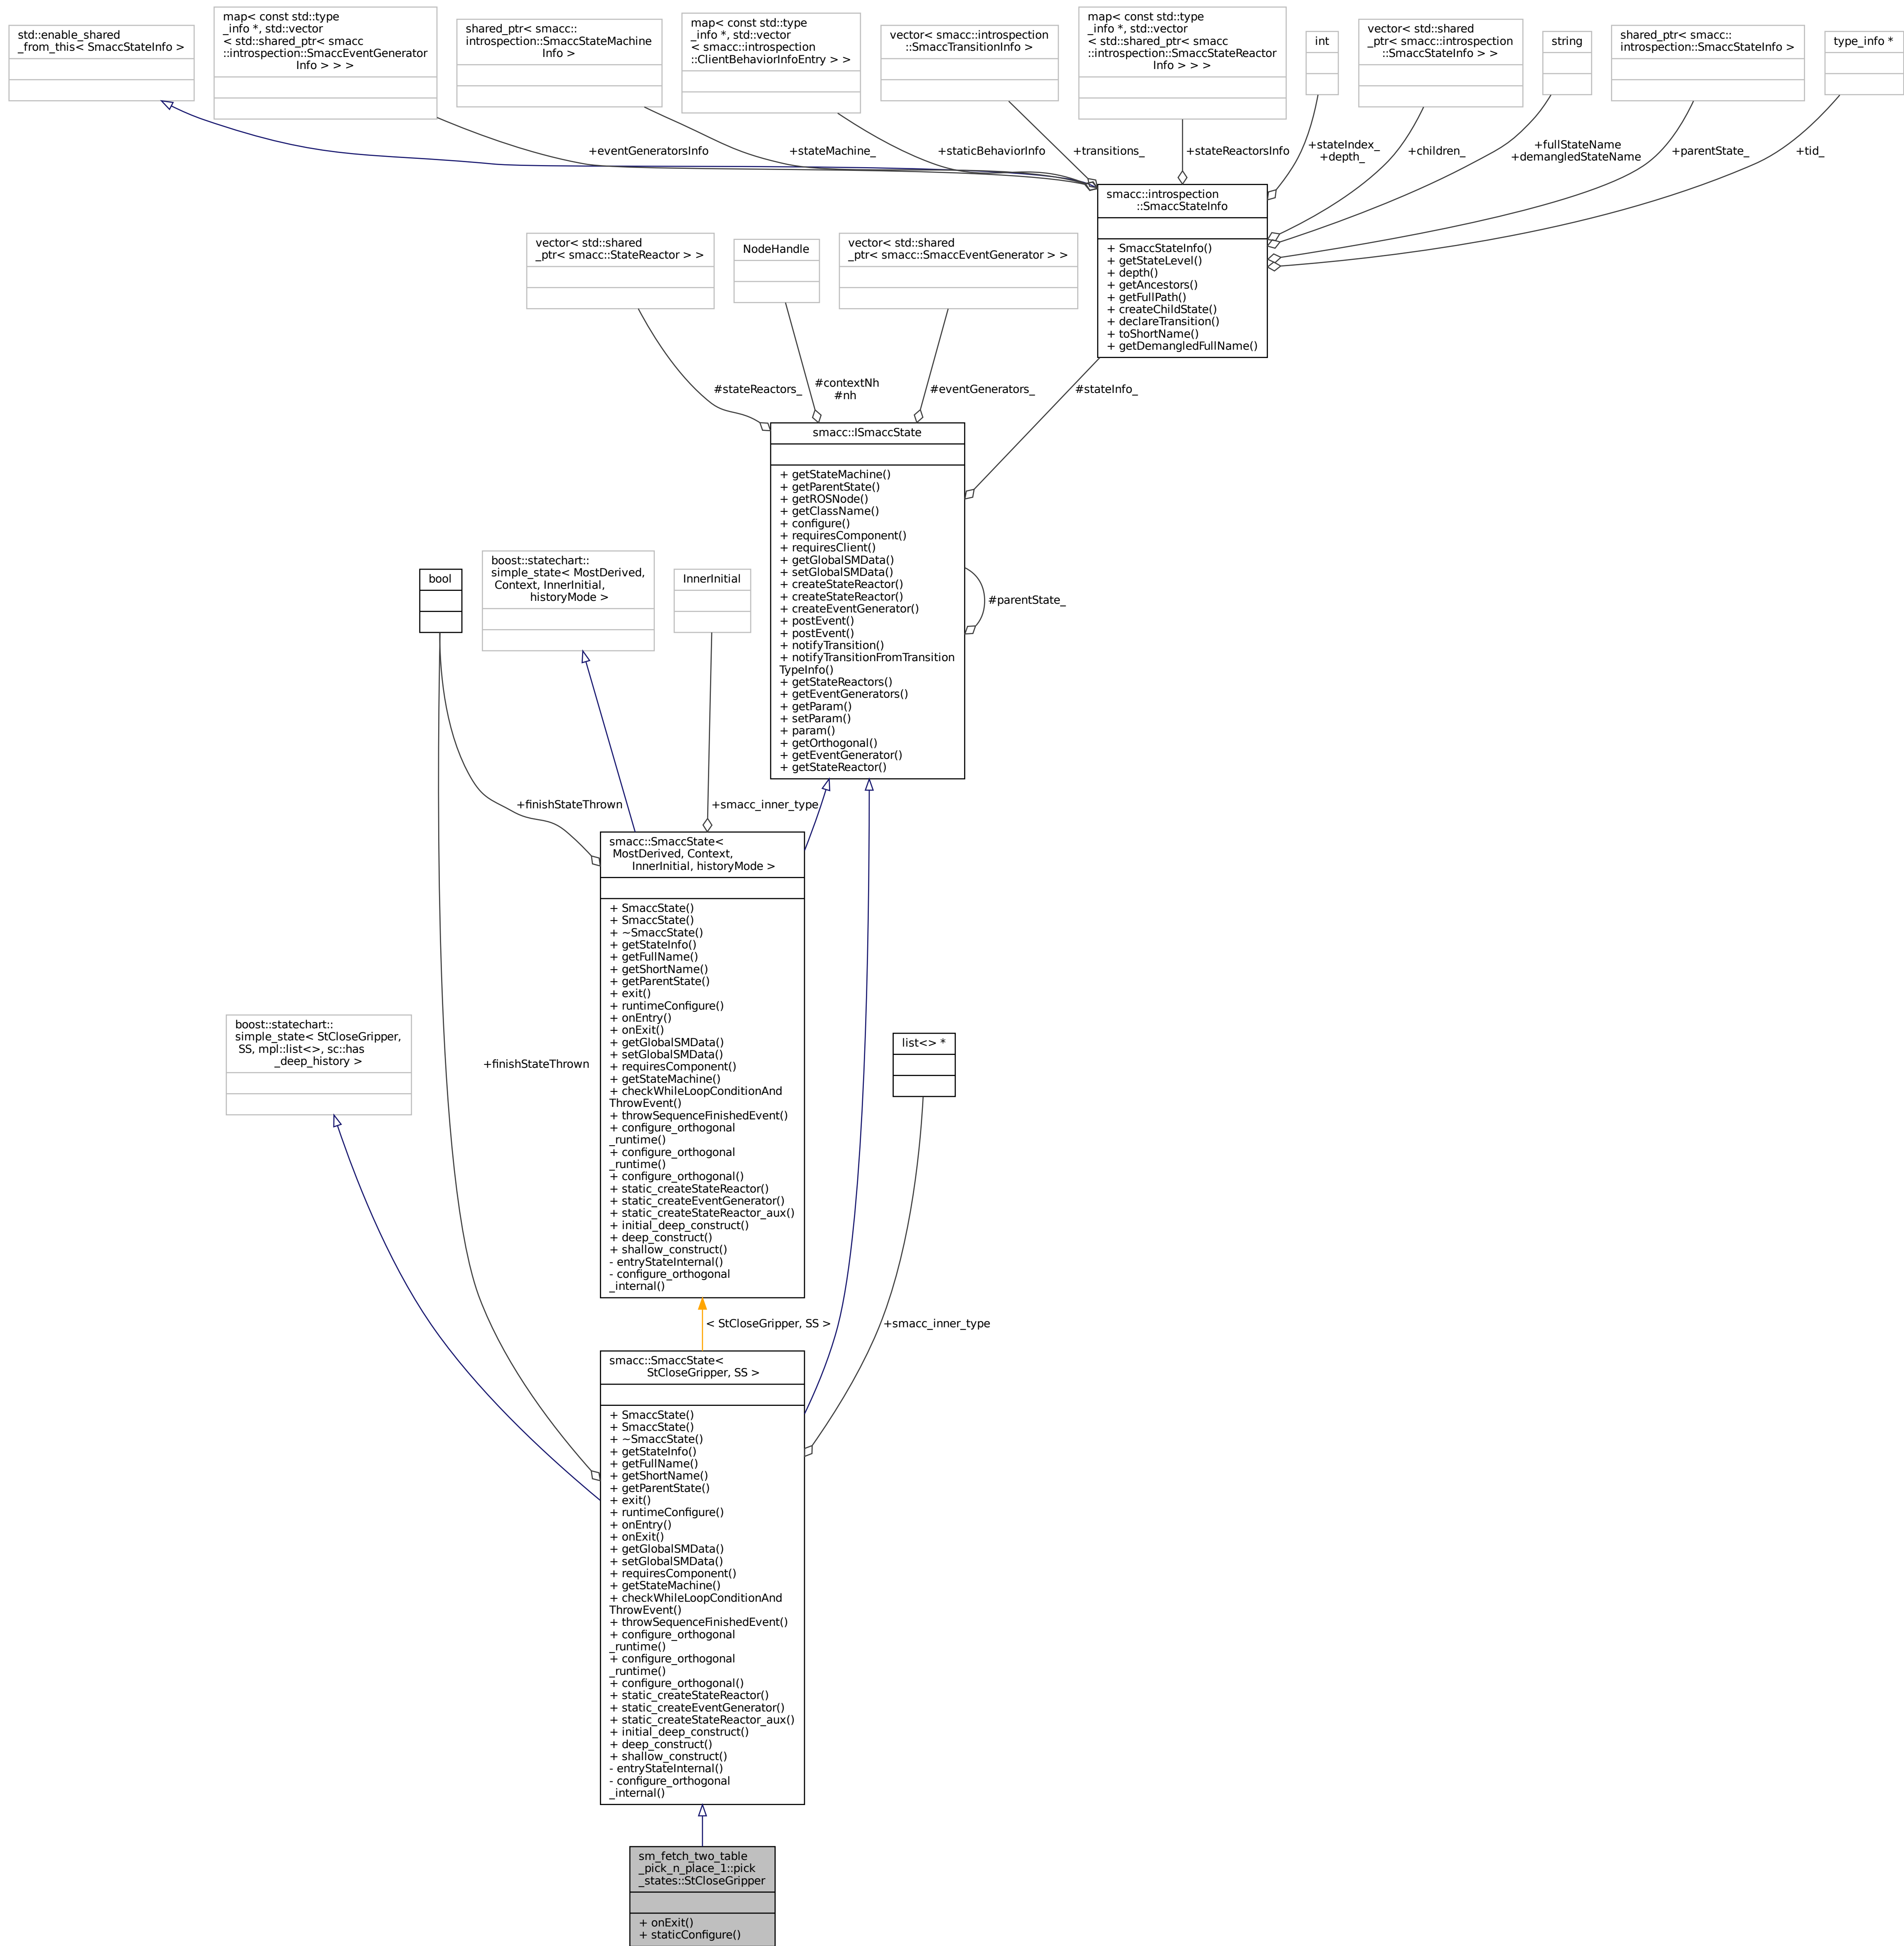 std::enable_shared
_from_this< SmaccStateInfo >
map< const std::type
_info *, std::vector
< std::shared_ptr< smacc
::introspection::SmaccEventGenerator
Info > > >
shared_ptr< smacc::
introspection::SmaccStateMachine
Info >
map< const std::type
_info *, std::vector
< smacc::introspection
::ClientBehaviorInfoEntry > >
vector< smacc::introspection
::SmaccTransitionInfo >
map< const std::type
_info *, std::vector
< std::shared_ptr< smacc
::introspection::SmaccStateReactor
Info > > >
int
vector< std::shared
_ptr< smacc::introspection
::SmaccStateInfo > >
string
shared_ptr< smacc::
introspection::SmaccStateInfo >
type_info *
+eventGeneratorsInfo
+stateMachine_
+staticBehaviorInfo
+transitions_
+stateReactorsInfo
+stateIndex_
+depth_
+children_
+fullStateName
+demangledStateName
+parentState_
+tid_
smacc::introspection
::SmaccStateInfo
+ SmaccStateInfo()
+ getStateLevel()
+ depth()
+ getAncestors()
+ getFullPath()
+ createChildState()
+ declareTransition()
+ toShortName()
+ getDemangledFullName()
vector< std::shared
_ptr< smacc::StateReactor > >
NodeHandle
vector< std::shared
_ptr< smacc::SmaccEventGenerator > >
#stateReactors_
#contextNh
#nh
#eventGenerators_
#stateInfo_
smacc::ISmaccState
+ getStateMachine()
+ getParentState()
+ getROSNode()
+ getClassName()
+ configure()
+ requiresComponent()
+ requiresClient()
+ getGlobalSMData()
+ setGlobalSMData()
+ createStateReactor()
+ createStateReactor()
+ createEventGenerator()
+ postEvent()
+ postEvent()
+ notifyTransition()
+ notifyTransitionFromTransition
TypeInfo()
+ getStateReactors()
+ getEventGenerators()
+ getParam()
+ setParam()
+ param()
+ getOrthogonal()
+ getEventGenerator()
+ getStateReactor()
#parentState_
bool
boost::statechart::
simple_state< MostDerived,
Context, InnerInitial,
historyMode >
InnerInitial
+finishStateThrown
+smacc_inner_type
smacc::SmaccState<
MostDerived, Context,
InnerInitial, historyMode >
+ SmaccState()
+ SmaccState()
+ ~SmaccState()
+ getStateInfo()
+ getFullName()
+ getShortName()
+ getParentState()
+ exit()
+ runtimeConfigure()
+ onEntry()
+ onExit()
+ getGlobalSMData()
+ setGlobalSMData()
+ requiresComponent()
+ getStateMachine()
+ checkWhileLoopConditionAnd
ThrowEvent()
+ throwSequenceFinishedEvent()
+ configure_orthogonal
_runtime()
+ configure_orthogonal
_runtime()
+ configure_orthogonal()
+ static_createStateReactor()
+ static_createEventGenerator()
+ static_createStateReactor_aux()
+ initial_deep_construct()
+ deep_construct()
+ shallow_construct()
- entryStateInternal()
- configure_orthogonal
_internal()
boost::statechart::
simple_state< StCloseGripper,
SS, mpl::list<>, sc::has
_deep_history >
+finishStateThrown
list<> *
< StCloseGripper, SS >
+smacc_inner_type
smacc::SmaccState<
StCloseGripper, SS >
+ SmaccState()
+ SmaccState()
+ ~SmaccState()
+ getStateInfo()
+ getFullName()
+ getShortName()
+ getParentState()
+ exit()
+ runtimeConfigure()
+ onEntry()
+ onExit()
+ getGlobalSMData()
+ setGlobalSMData()
+ requiresComponent()
+ getStateMachine()
+ checkWhileLoopConditionAnd
ThrowEvent()
+ throwSequenceFinishedEvent()
+ configure_orthogonal
_runtime()
+ configure_orthogonal
_runtime()
+ configure_orthogonal()
+ static_createStateReactor()
+ static_createEventGenerator()
+ static_createStateReactor_aux()
+ initial_deep_construct()
+ deep_construct()
+ shallow_construct()
- entryStateInternal()
- configure_orthogonal
_internal()
sm_fetch_two_table
_pick_n_place_1::pick
_states::StCloseGripper
+ onExit()
+ staticConfigure()